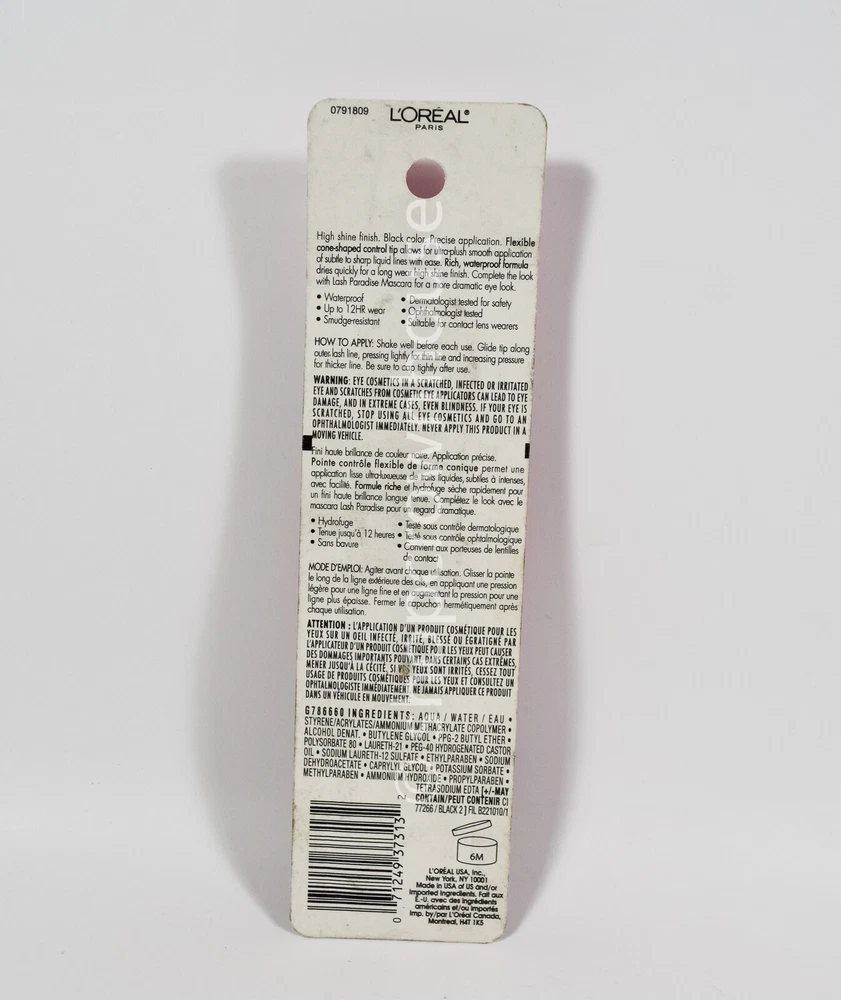 0791809 L'ORÉAL®
PARIS
High shine finish. Black color. Precise application. Flexible
cone-shaped control tip allows for ultra-plush smooth application
of subtle to sharp liquid lines with ease. Rich, waterproof formula
dries quickly for a long wear high shine finish. Complete the look
with Lash Paradise Mascara for a more dramatic eye look.
• Waterproof • Dermatologist tested for safety
• Up to 12HR wear • Ophthalmologist tested
• Smudge-resistant • Suitable for contact lens wearers
HOW TO APPLY: Shake well before each use. Glide tip along
outer lash line, pressing lightly for thin line and increasing pressure
for thicker line. Be sure to cap tightly after use.
WARNING: EYE COSMETICS IN A SCRATCHED, INFECTED OR IRRITATED
EYE AND SCRATCHES FROM COSMETIC EYE APPLICATORS CAN LEAD TO EYE
DAMAGE, AND IN EXTREME CASES, EVEN BLINDNESS. IF YOUR EYE IS
SCRATCHED, STOP USING ALL EYE COSMETICS AND GO TO AN
OPHTHALMOLOGIST IMMEDIATELY. NEVER APPLY THIS PRODUCT IN A
MOVING VEHICLE.
Fini haute brillance de couleur noire. Application précise.
Pointe contrôle flexible de forme conique permet une
application lisse ultra-luxueuse de traits liquides, subtiles à intenses,
avec facilité. Formule riche et hydrofuge sèche rapidement pour
un fini haute brillance longue tenue. Complétez le look avec le
mascara Lash Paradise pour un regard dramatique.
• Hydrofuge • Testé sous contrôle dermatologique
• Tenue jusqu'à 12 heures • Testé sous contrôle ophtalmologique
• Sans bavure • Convient aux porteuses de lentilles
de contact
MODE D'EMPLOI: Agiter avant chaque utilisation. Glisser la pointe
le long de la ligne extérieure des cils, en appliquant une pression
légère pour une ligne fine et en augmentant la pression pour une
ligne plus épaisse. Fermer le capuchon hermétiquement après
chaque utilisation.
ATTENTION : L'APPLICATION D'UN PRODUIT COSMÉTIQUE POUR LES
YEUX SUR UN OEIL INFECTÉ, IRRITÉ, BLESSÉ OU ÉGRATIGNÉ PAR
L'APPLICATEUR D'UN PRODUIT COSMÉTIQUE POUR LES YEUX PEUT CAUSER
DES DOMMAGES IMPORTANTS POUVANT, DANS CERTAINS CAS EXTRÊMES,
MENER JUSQU'À LA CÉCITÉ. SI YEUX SONT IRRITÉS, CESSEZ TOUT
USAGE DE PRODUITS COSMÉTIQUES POUR LES YEUX ET CONSULTEZ UN
OPHTALMOLOGISTE IMMÉDIATEMENT. NE JAMAIS APPLIQUER CE PRODUIT
DANS UN VÉHICULE EN MOUVEMENT.
G786660 INGREDIENTS: AQUA / WATER / EAU •
STYRENE/ACRYLATES/AMMONIUM METHACRYLATE COPOLYMER •
ALCOHOL DENAT. • BUTYLENE GLYCOL • PPG-2 BUTYL ETHER •
POLYSORBATE 80 • LAURETH-21 • PEG-40 HYDROGENATED CASTOR
OIL • SODIUM LAURETH-12 SULFATE • ETHYLPARABEN • SODIUM
DEHYDROACETATE • CAPRYLYL GLYCOL • POTASSIUM SORBATE •
METHYLPARABEN • AMMONIUM HYDROXIDE • PROPYLPARABEN •
TETRASODIUM EDTA [+/-MAY
CONTAIN/PEUT CONTENIR CI
77266 / BLACK 2 ] FIL B221010/1
6M
0 71249 37313 2
L'ORÉAL USA, Inc.,
New York, NY 10001
Made in USA of US and/or
Imported Ingredients. Fait aux
É.-U. avec des ingrédients
américains et/ou importés
Imp. by/par L'Oréal Canada,
Montreal, H4T 1K5